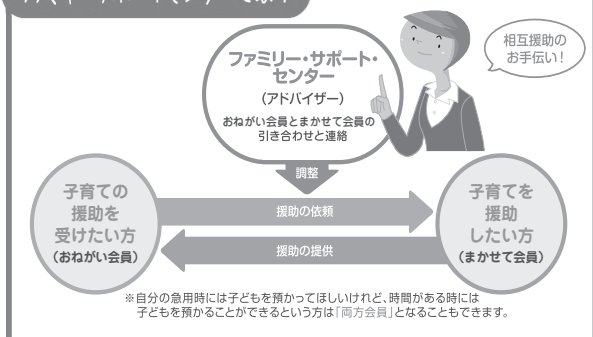 ファミリー・サポート・
センター
（アドバイザー）
おねがい会員とまかせて会員の
引き合わせと連絡
相互援助の
お手伝い！
調整
子育ての
援助を
受けたい方
（おねがい会員）
援助の依頼
援助の提供
子育てを
援助
したい方
（まかせて会員）
※自分の急用時には子どもを預かってほしいけれど、時間がある時には
子どもを預かることができるという方は「両方会員」となることもできます。